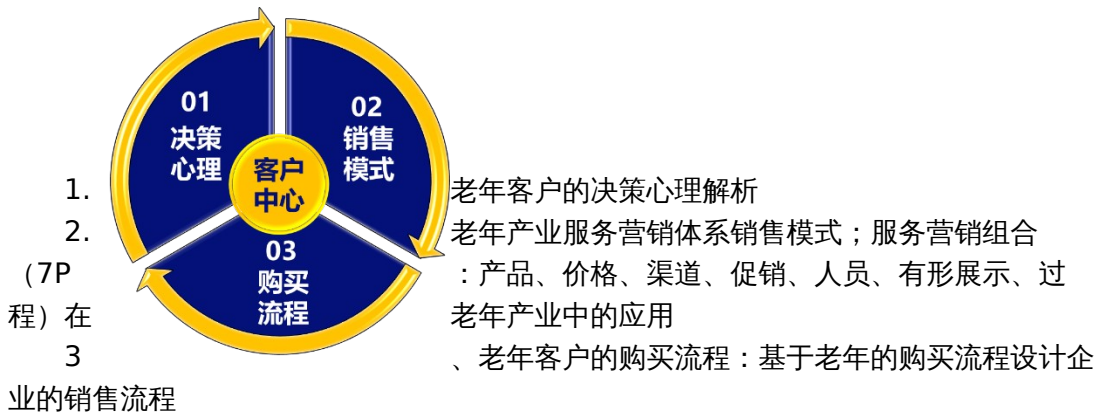 01
决策
心理
02
销售
模式
客户
中心
03
购买
流程
1. 老年客户的决策心理解析
2. 老年产业服务营销体系销售模式；服务营销组合
（7P ：产品、价格、渠道、促销、人员、有形展示、过
程）在 老年产业中的应用
3 、老年客户的购买流程：基于老年的购买流程设计企
业的销售流程